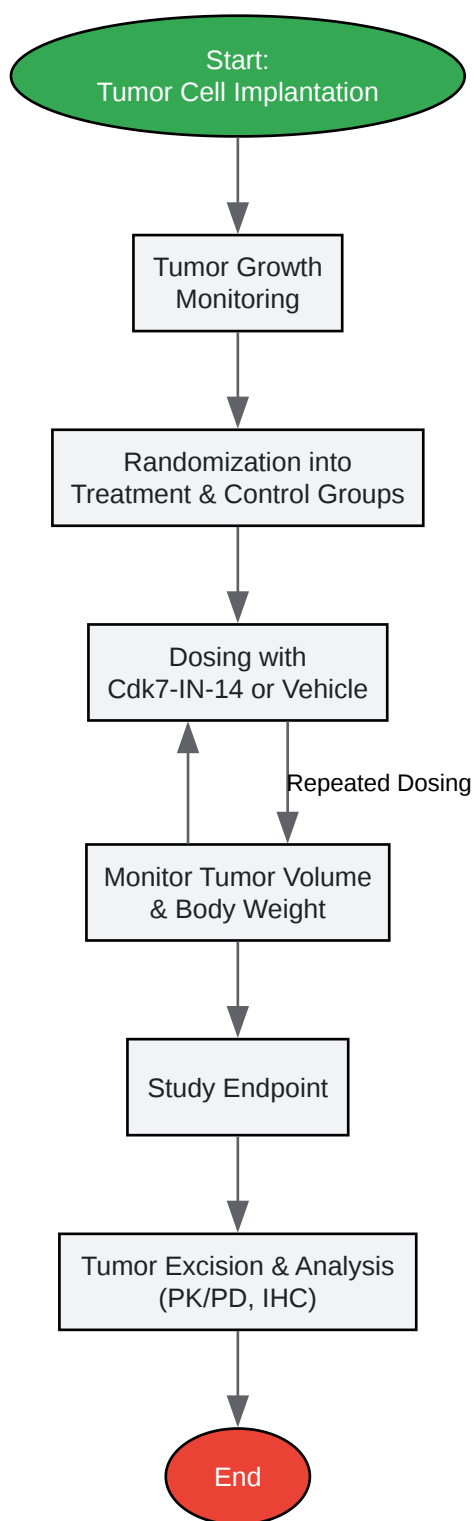 Start:
Tumor Cell Implantation
Tumor Growth
Monitoring
Randomization into
Treatment & Control Groups
Dosing with
Cdk7-IN-14 or Vehicle
Repeated Dosing
Monitor Tumor Volume
& Body Weight
Study Endpoint
Tumor Excision & Analysis
(PK/PD, IHC)
End